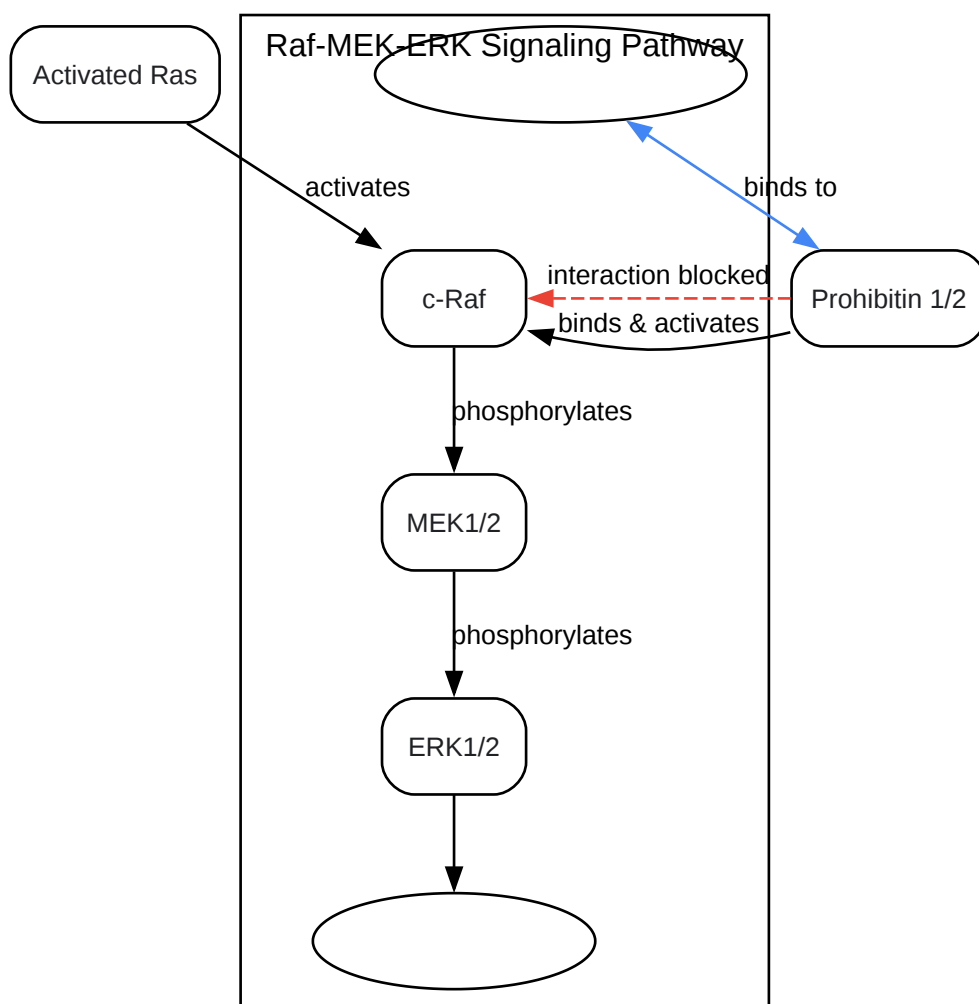 Raf-MEK-ERK Signaling Pathway
Activated Ras
activates
binds to
interaction blocked
c-Raf
Prohibitin 1/2
binds & activates
phosphorylates
MEK1/2
phosphorylates
ERK1/2